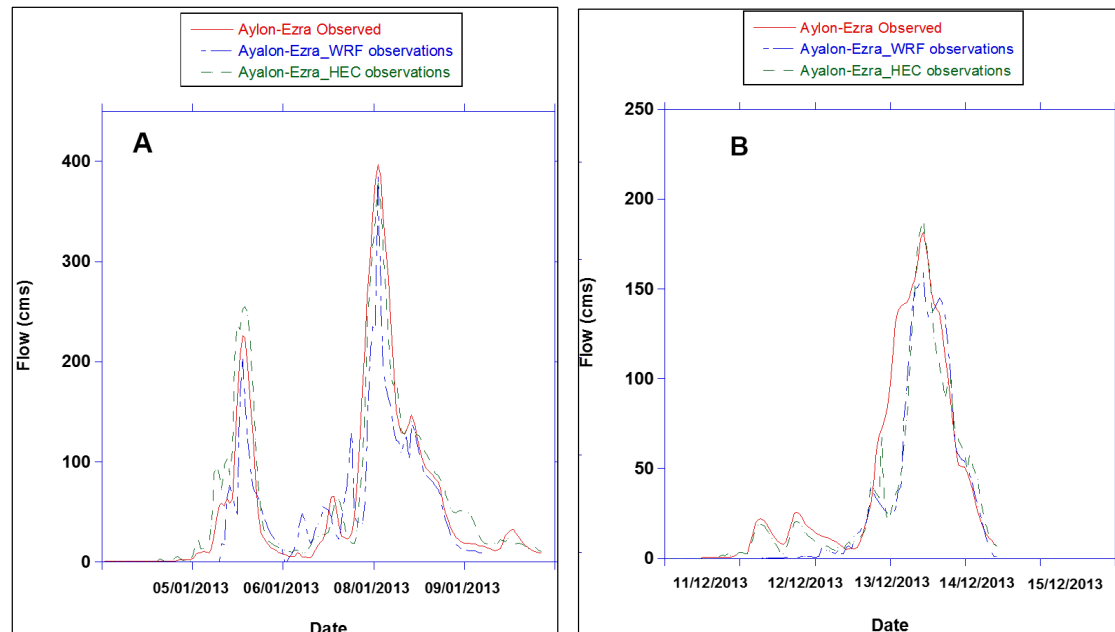 Aylon-Ezra Observed
Ayalon-Ezra_WRF observations
Ayalon-Ezra_HEC observations
A
400
300
200
100
0
Flow (cms)
05/01/2013 06/01/2013 08/01/2013 09/01/2013
Date
Aylon-Ezra Observed
Ayalon-Ezra_WRF observations
Ayalon-Ezra_HEC observations
B
250
200
150
100
50
0
Flow (cms)
11/12/2013 12/12/2013 13/12/2013 14/12/2013 15/12/2013
Date